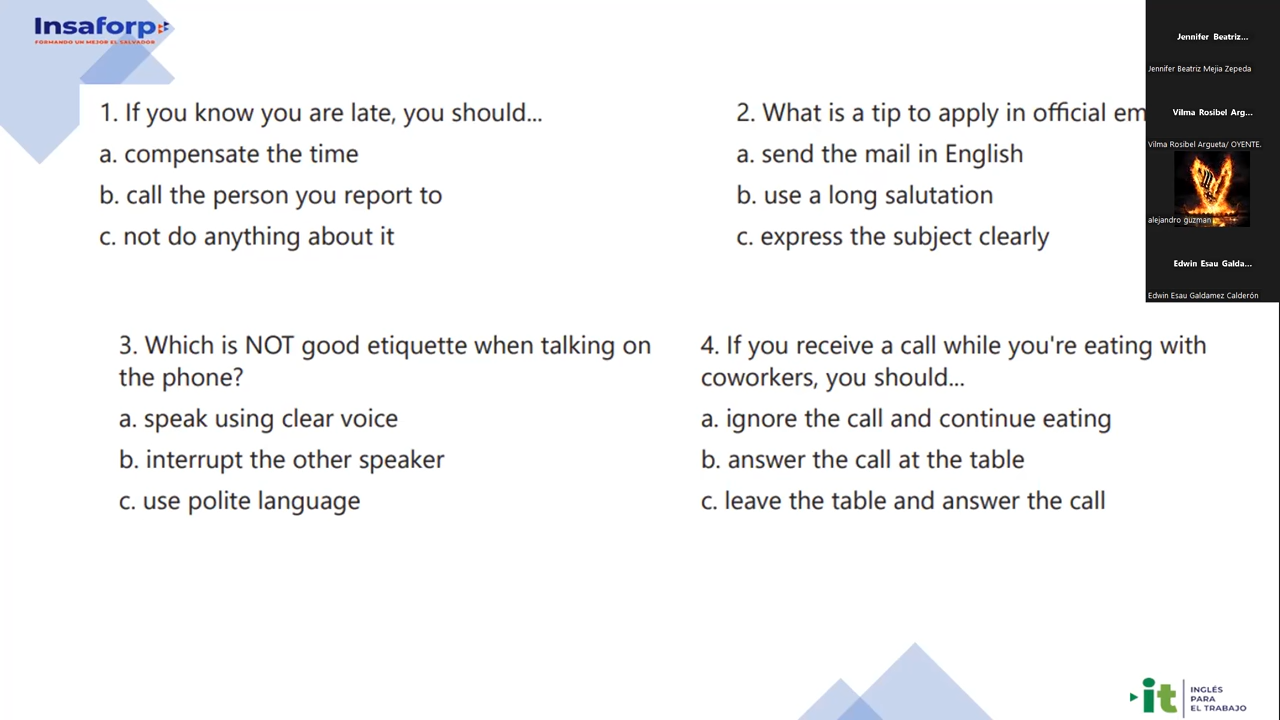 Insaforp
FORMANDO UN MEJOR EL SALVADOR
1. If you know you are late, you should...
a. compensate the time
b. call the person you report to
c. not do anything about it
2. What is a tip to apply in official em
a. send the mail in English
b. use a long salutation
c. express the subject clearly
3. Which is NOT good etiquette when talking on
the phone?
a. speak using clear voice
b. interrupt the other speaker
c. use polite language
4. If you receive a call while you're eating with
coworkers, you should...
a. ignore the call and continue eating
b. answer the call at the table
c. leave the table and answer the call
Jennifer Beatriz...
Jennifer Beatriz Mejia Zepeda
Vilma Rosibel Arg...
Vilma Rosibel Argueta/ OYENTE.
alejandro guzman
Edwin Esau Galda...
Edwin Esau Galdamez Calderón
it
INGLÉS
PARA
EL TRABAJO